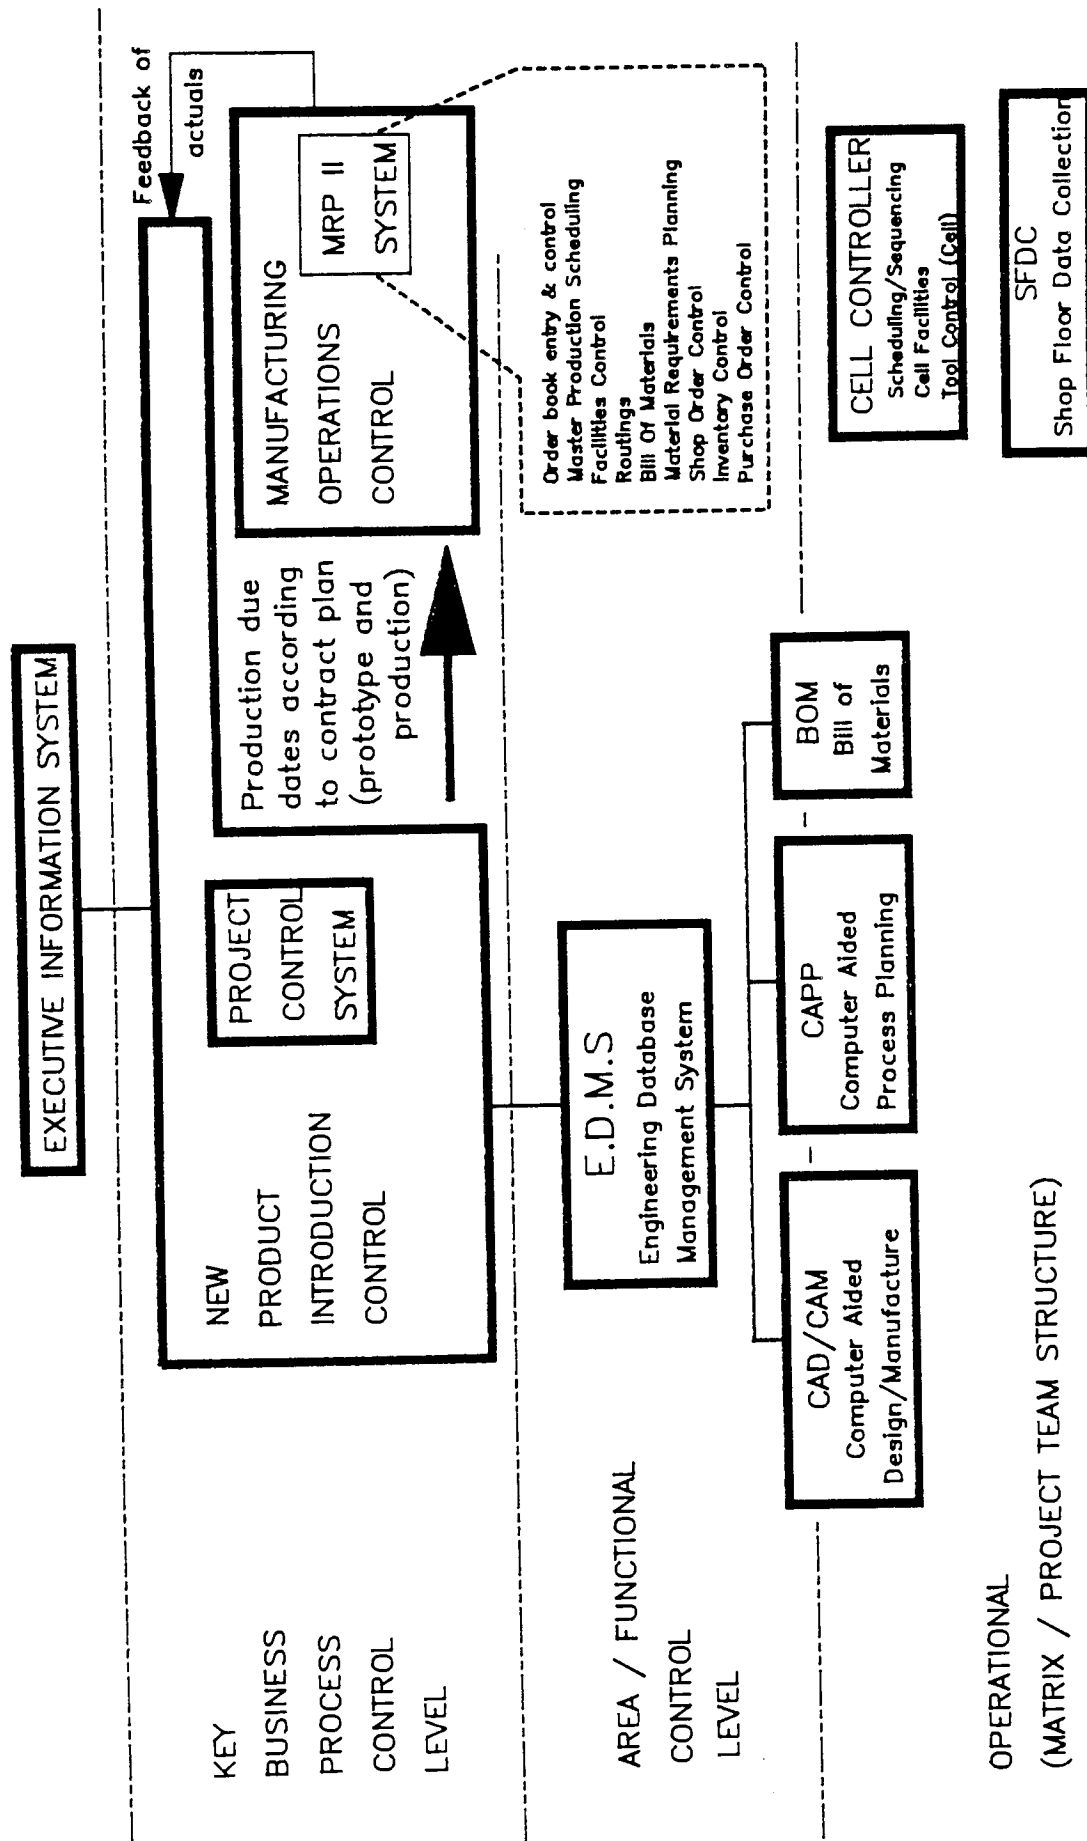 EXECUTIVE INFORMATION SYSTEM
KEY
BUSINESS
PROCESS
CONTROL
LEVEL
NEW
PRODUCT
INTRODUCTION
CONTROL
PROJECT
CONTROL
SYSTEM
Production due
dates according
to contract plan
(prototype and
production)
Feedback of
actuals
MANUFACTURING
OPERATIONS
CONTROL
MRP II
SYSTEM
AREA / FUNCTIONAL
CONTROL
LEVEL
E.D.M.S
Engineering Database
Management System
Order book entry & control
Master Production Scheduling
Facilities Control
Routings
Bill Of Materials
Material Requirements Planning
Shop Order Control
Inventory Control
Purchase Order Control
OPERATIONAL
(MATRIX / PROJECT TEAM STRUCTURE)
CAD/CAM
Computer Aided
Design/Manufacture
CAPP
Computer Aided
Process Planning
BOM
Bill of
Materials
CELL CONTROLLER
Scheduling/Sequencing
Cell Facilities
Tool Control (Cell)
SFDC
Shop Floor Data Collection